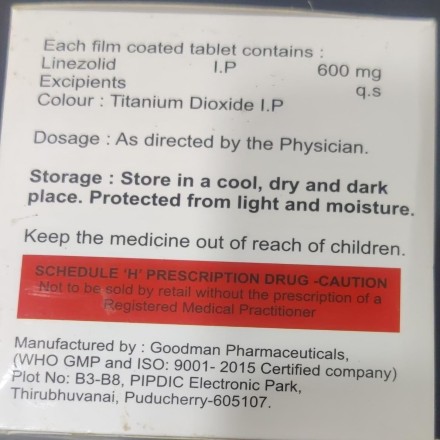 Each film coated tablet contains :
Linezolid I.P 600 mg
Excipients q.s
Colour : Titanium Dioxide I.P
Dosage : As directed by the Physician.
Storage : Store in a cool, dry and dark
place. Protected from light and moisture.
Keep the medicine out of reach of children.
SCHEDULE 'H' PRESCRIPTION DRUG -CAUTION
Not to be sold by retail without the prescription of a
Registered Medical Practitioner
Manufactured by : Goodman Pharmaceuticals,
(WHO GMP and ISO: 9001- 2015 Certified company)
Plot No: B3-B8, PIPDIC Electronic Park,
Thirubhuvanai, Puducherry-605107.